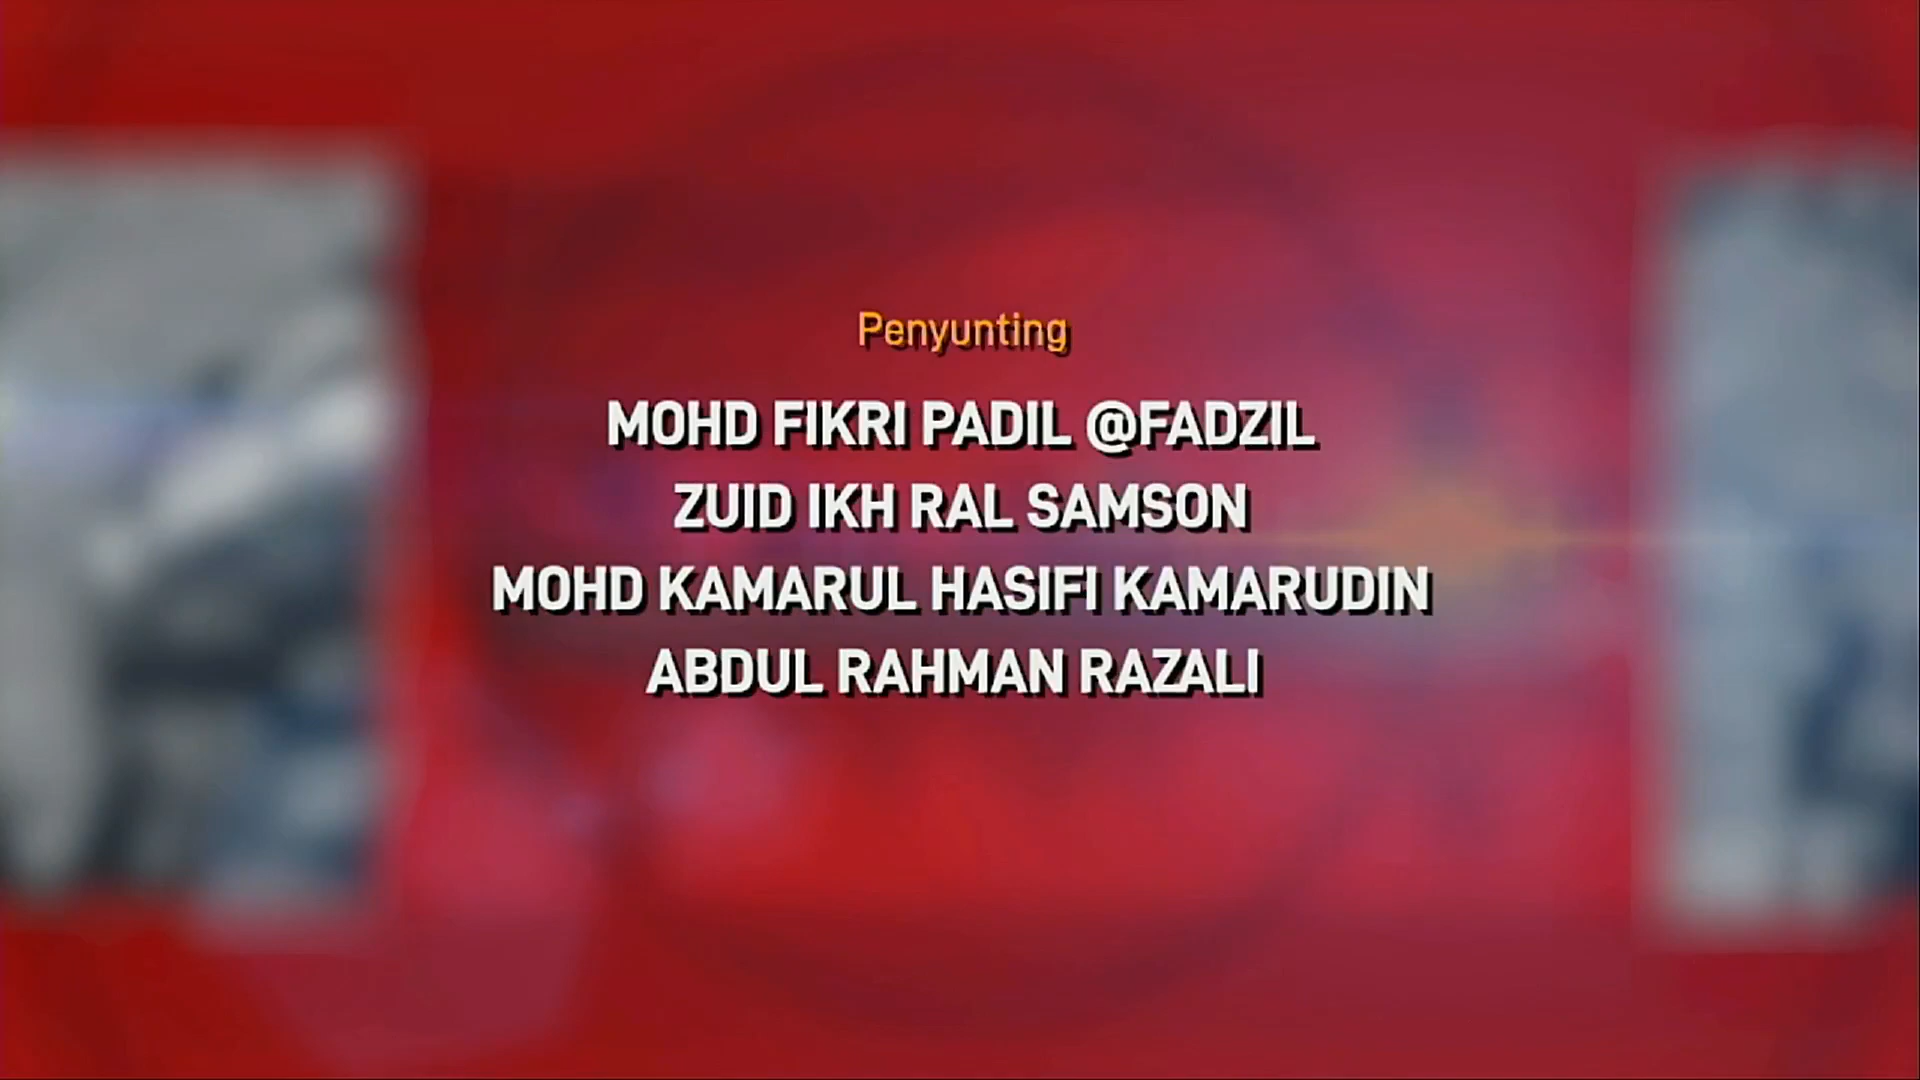 Penyunting
MOHD FIKRI PADIL @FADZIL
ZUID IKH RAL SAMSON
MOHD KAMARUL HASIFI KAMARUDIN
ABDUL RAHMAN RAZALI